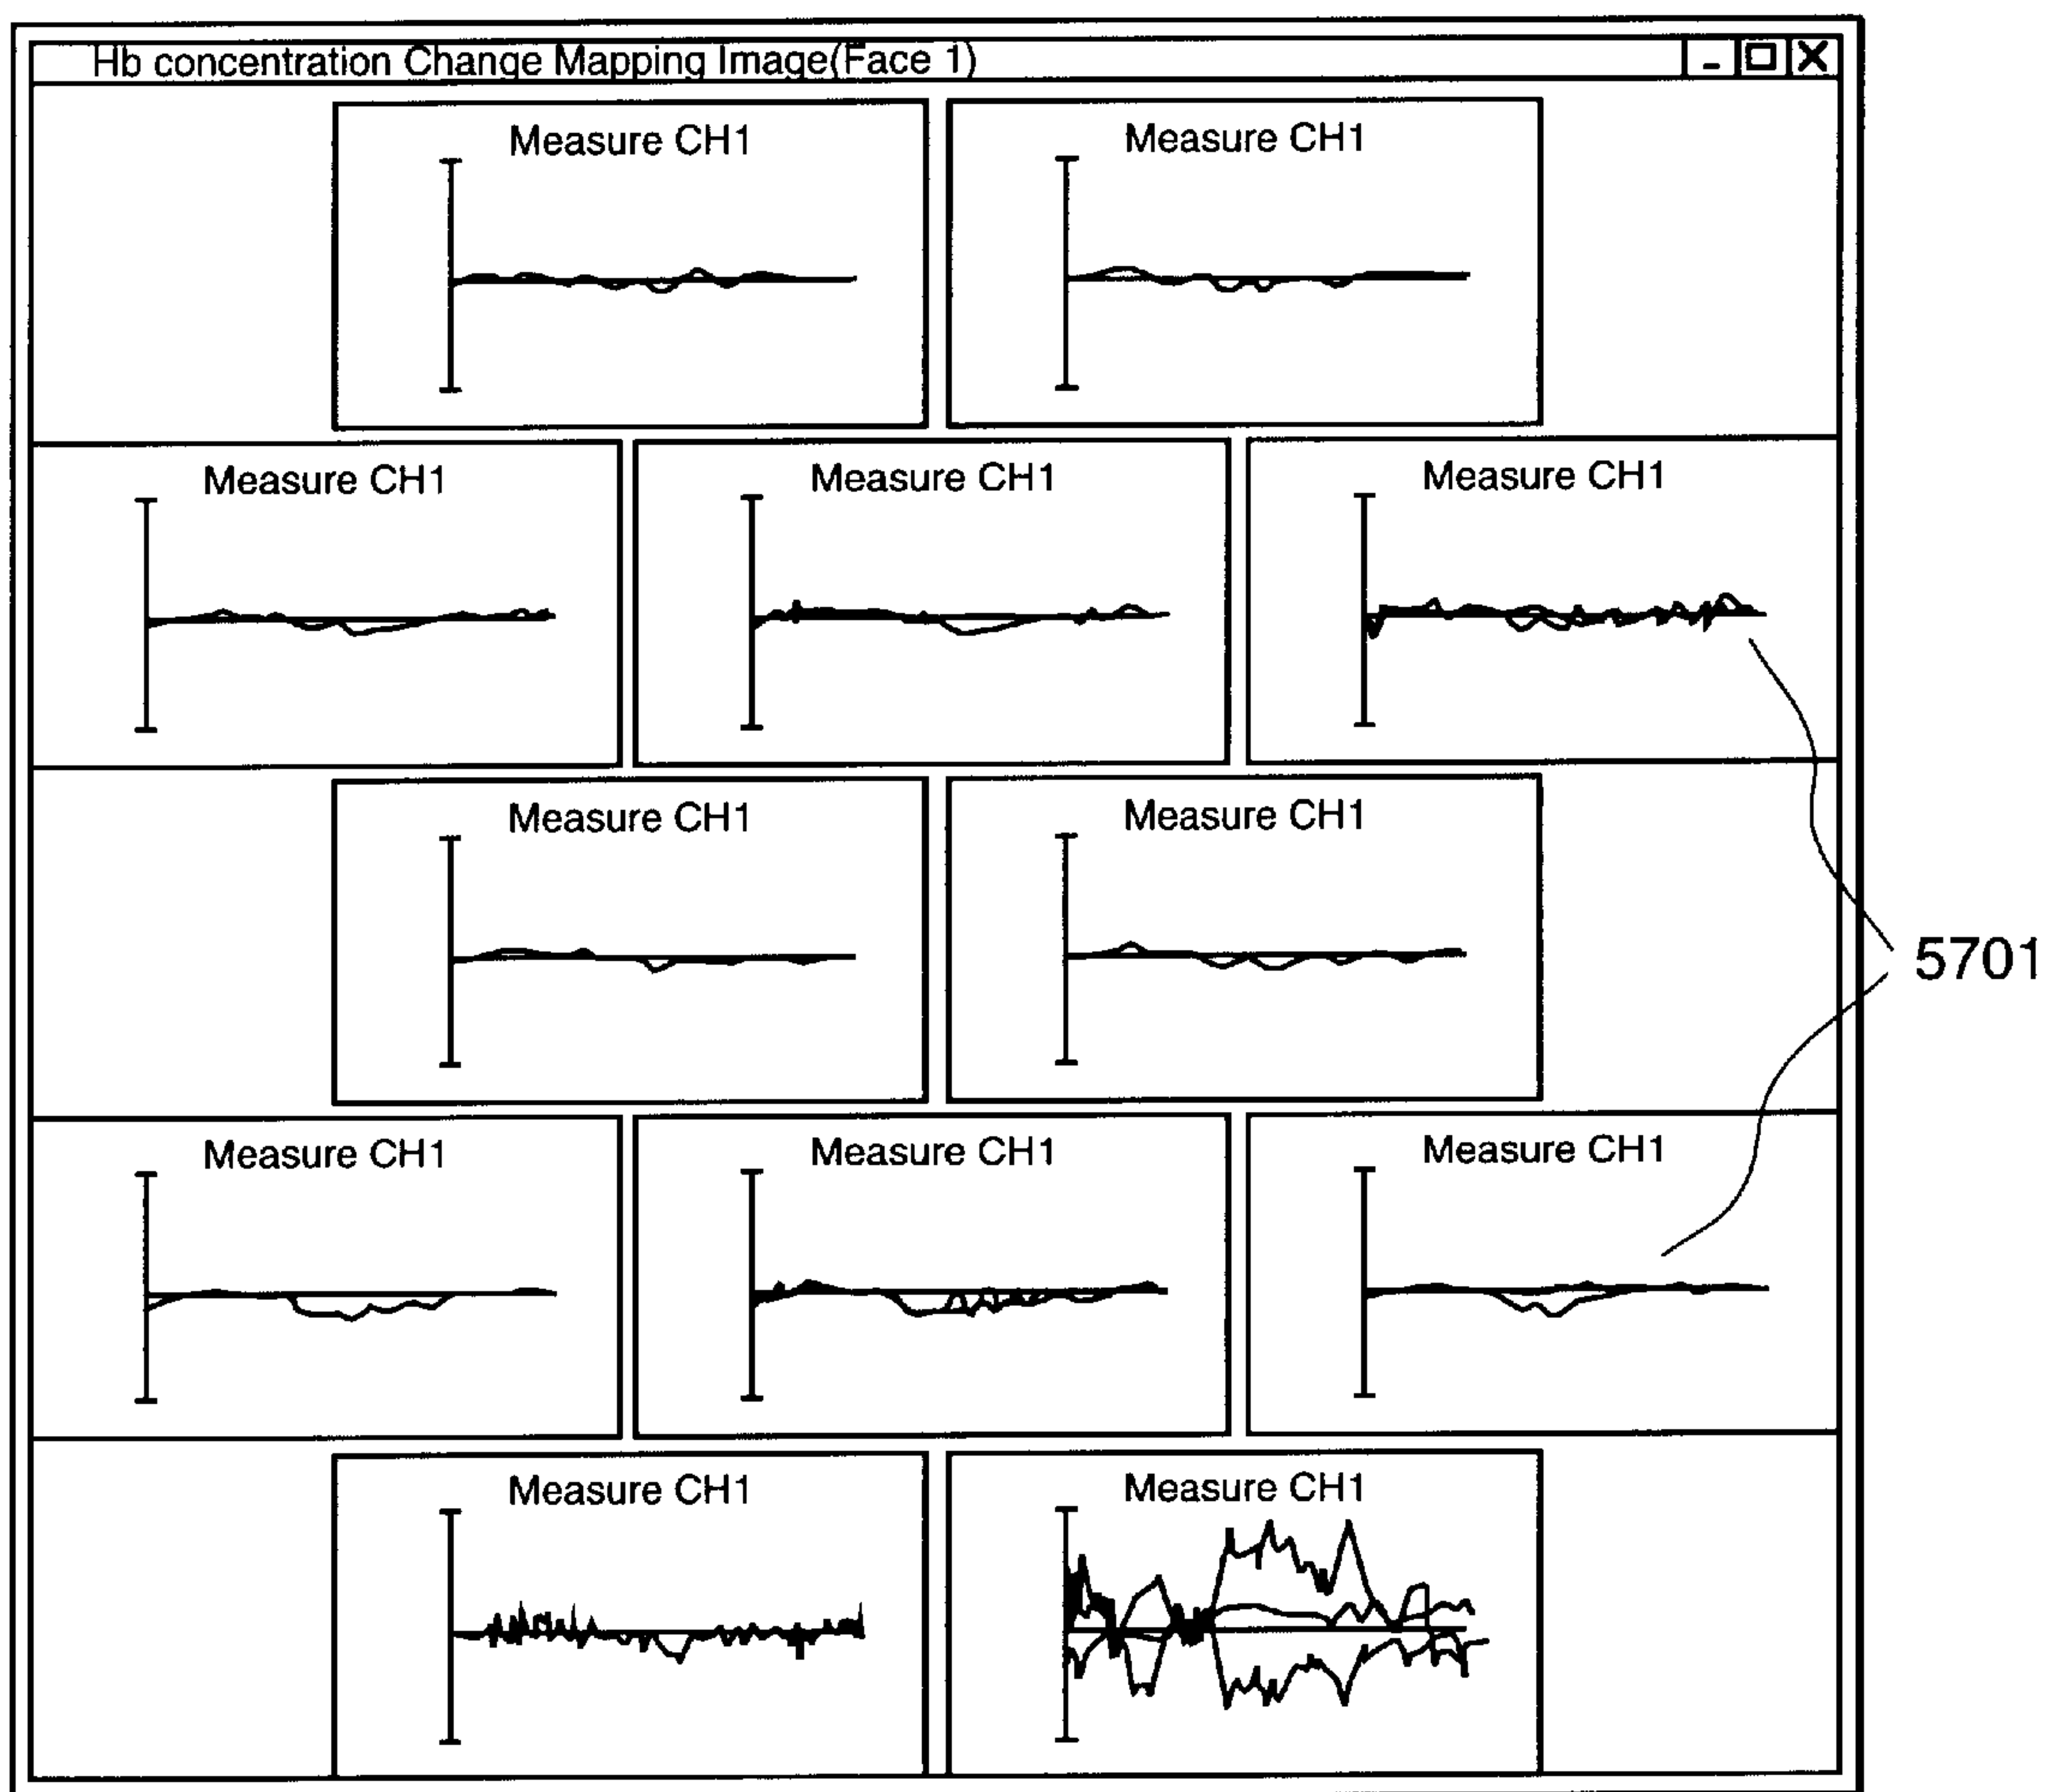 Hb concentration Change Mapping Image(Face 1)
Measure CH1 Measure CH1
Measure CH1 Measure CH1 Measure CH1
Measure CH1 Measure CH1
5701
Measure CH1 Measure CH1 Measure CH1
Measure CH1 Measure CH1